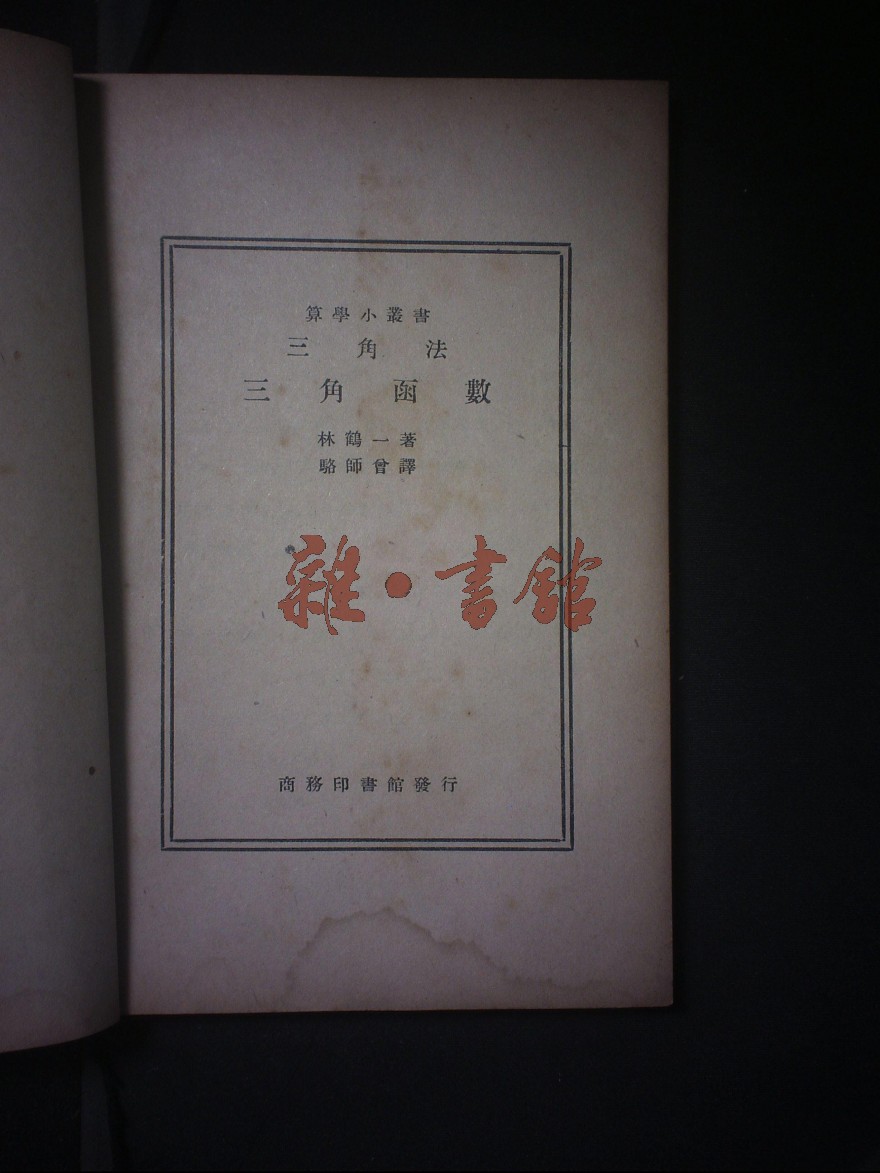 算學小叢書
三角法
三角函數
林鶴一著
駱師曾譯
雜·書館
商務印書館發行